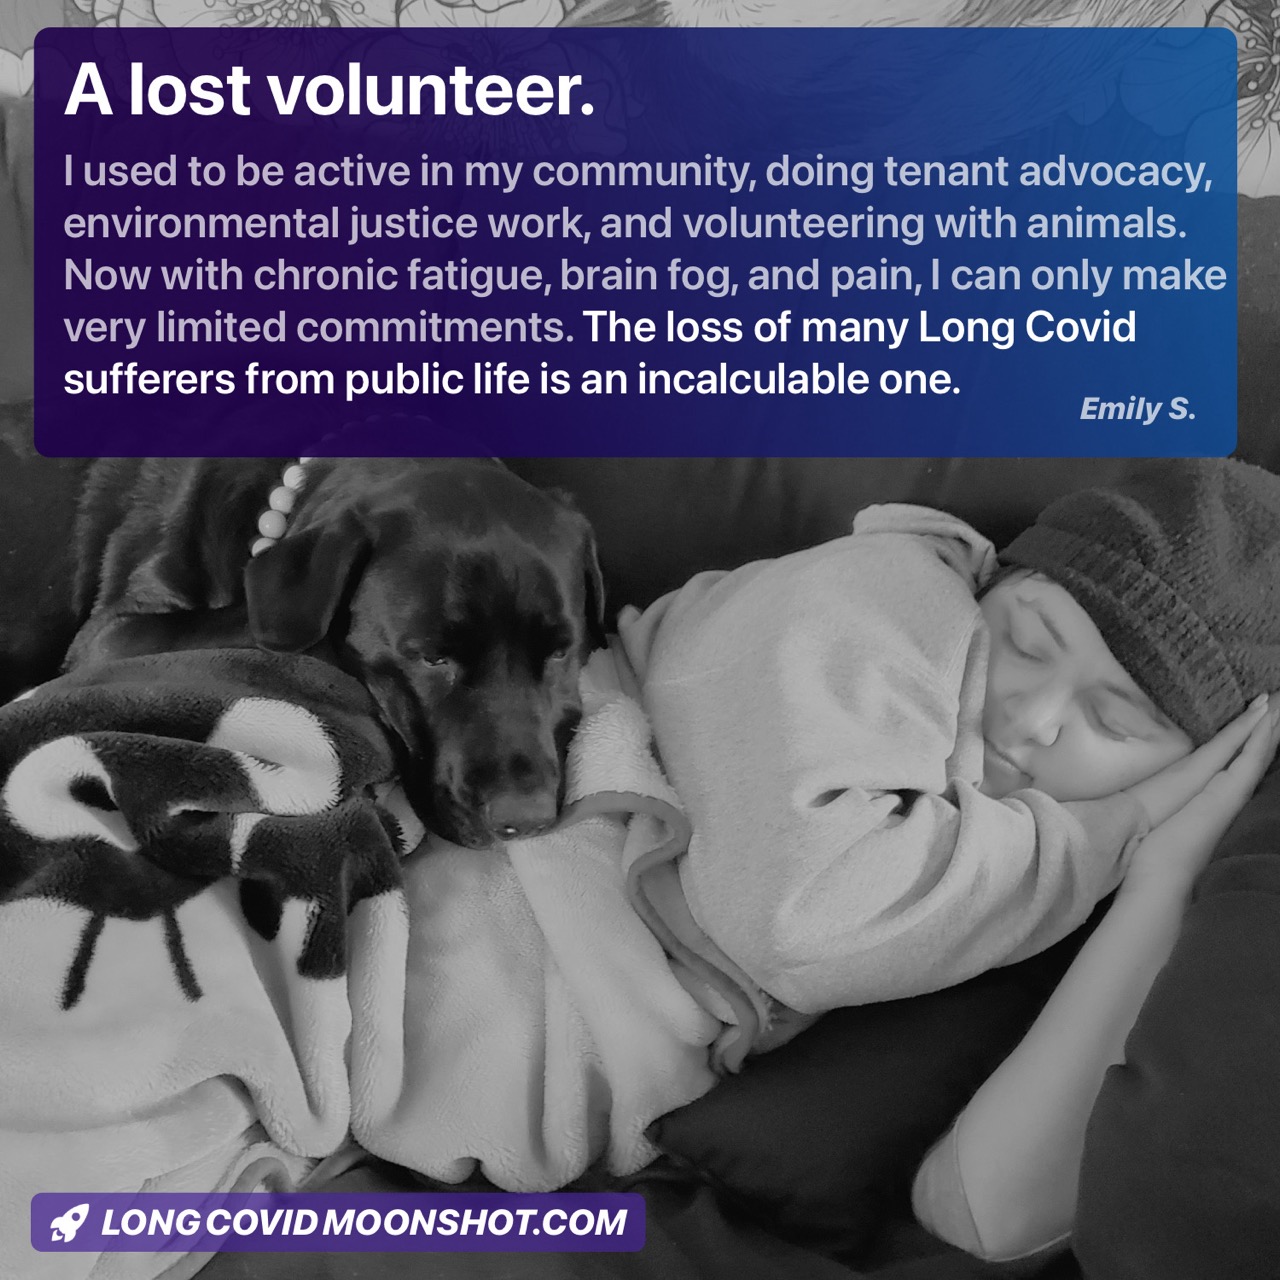 A lost volunteer.
I used to be active in my community, doing tenant advocacy,
environmental justice work, and volunteering with animals.
Now with chronic fatigue, brain fog, and pain, I can only make
very limited commitments. The loss of many Long Covid
sufferers from public life is an incalculable one.
Emily S.
LONG COVID MOONSHOT.COM